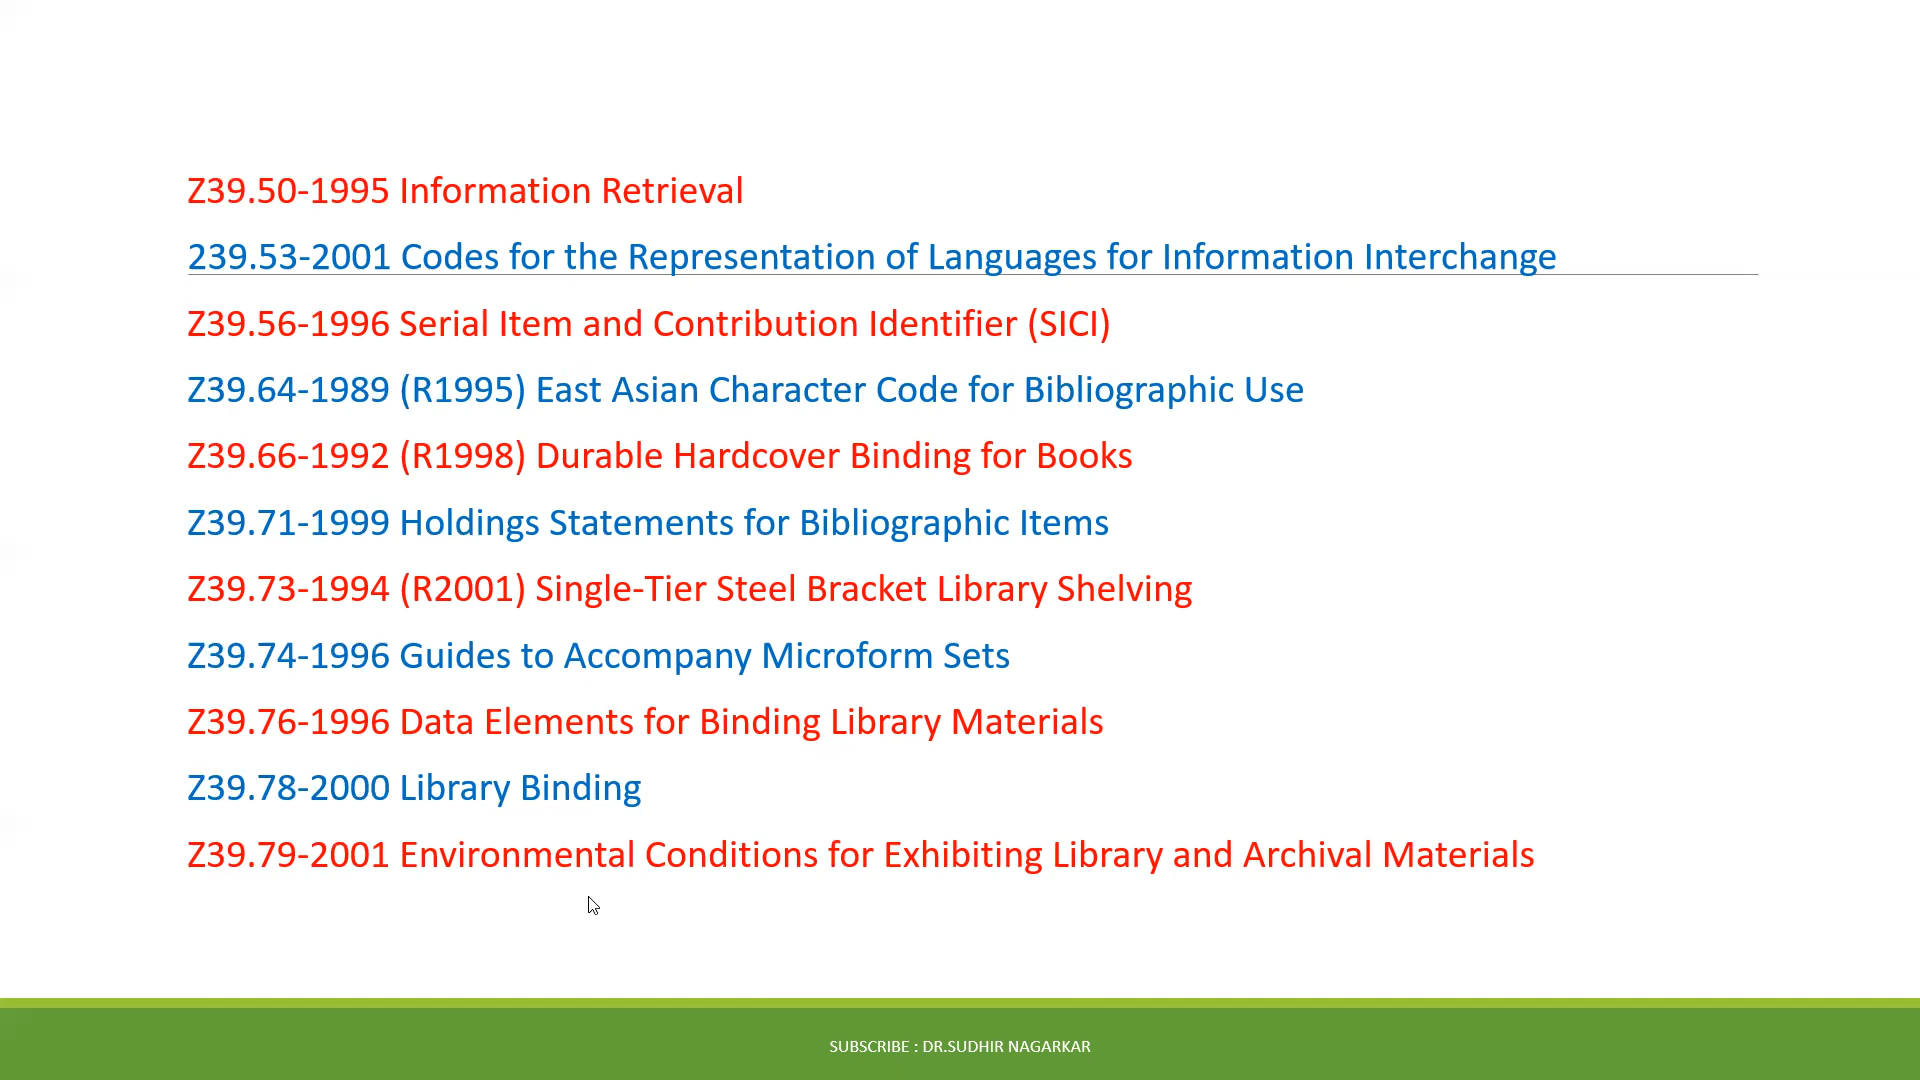 Z39.50-1995 Information Retrieval
239.53-2001 Codes for the Representation of Languages for Information Interchange
Z39.56-1996 Serial Item and Contribution Identifier (SICI)
Z39.64-1989 (R1995) East Asian Character Code for Bibliographic Use
Z39.66-1992 (R1998) Durable Hardcover Binding for Books
Z39.71-1999 Holdings Statements for Bibliographic Items
Z39.73-1994 (R2001) Single-Tier Steel Bracket Library Shelving
Z39.74-1996 Guides to Accompany Microform Sets
Z39.76-1996 Data Elements for Binding Library Materials
Z39.78-2000 Library Binding
Z39.79-2001 Environmental Conditions for Exhibiting Library and Archival Materials
SUBSCRIBE : DR.SUDHIR NAGARKAR